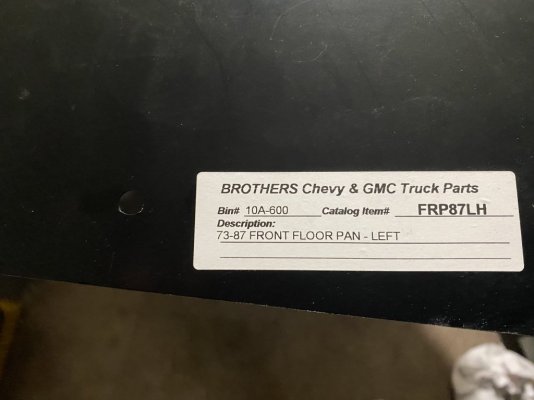 BROTHERS Chevy & GMC Truck Parts
Bin# 10A-600 Catalog Item# FRP87LH
Description:
73-87 FRONT FLOOR PAN - LEFT